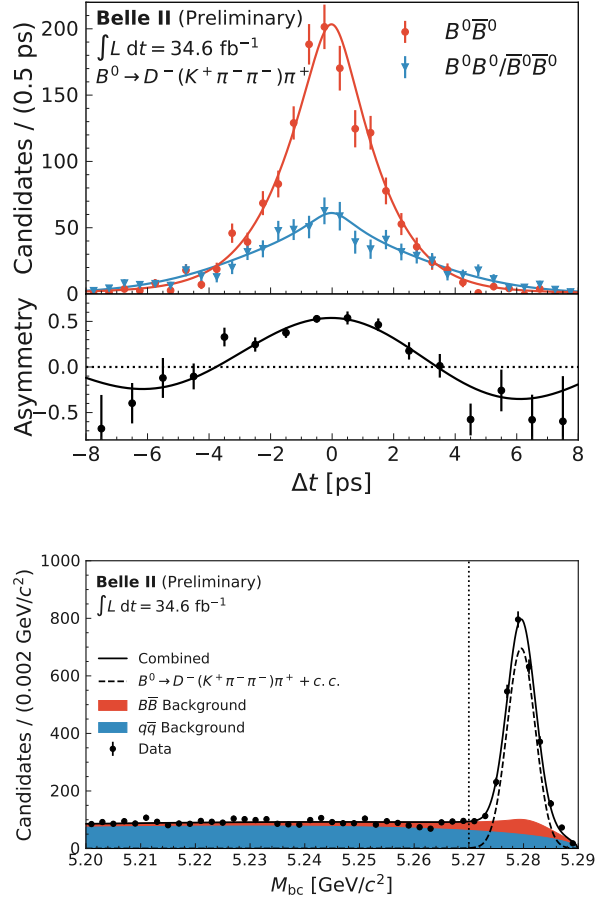 Belle II (Preliminary)
∫L dt = 34.6 fb⁻¹
B⁰ → D⁻(K⁺π⁻π⁻)π⁺
B⁰B̅⁰
B⁰B⁰/B̅⁰B̅⁰
Candidates / (0.5 ps)
200
150
100
50
0
Asymmetry
0.5
0.0
−0.5
−8 −6 −4 −2 0 2 4 6 8
Δt [ps]
Belle II (Preliminary)
∫L dt = 34.6 fb⁻¹
Combined
B⁰ → D⁻(K⁺π⁻π⁻)π⁺ + c.c.
BB̅ Background
qq̅ Background
Data
Candidates / (0.002 GeV/c²)
1000
800
600
400
200
0
5.20 5.21 5.22 5.23 5.24 5.25 5.26 5.27 5.28 5.29
M_bc [GeV/c²]